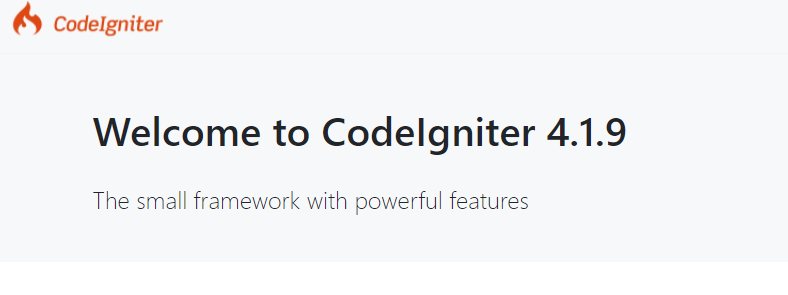 CodeIgniter
Welcome to CodeIgniter 4.1.9
The small framework with powerful features